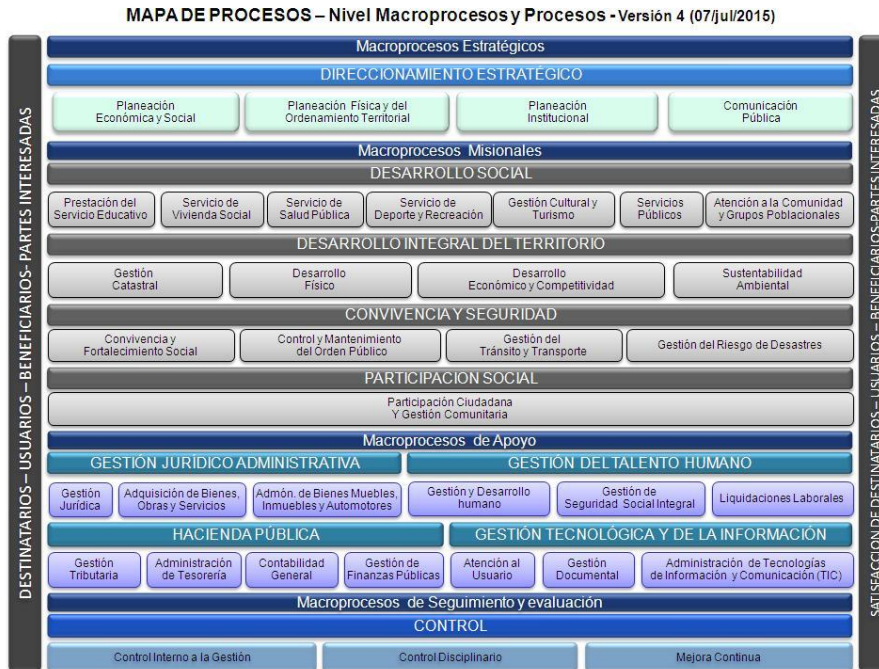 MAPA DE PROCESOS – Nivel Macroprocesos y Procesos - Versión 4 (07/jul/2015)
DESTINATARIOS – USUARIOS – BENEFICIARIOS- PARTES INTERESADAS
Macroprocesos Estratégicos
DIRECCIONAMIENTO ESTRATÉGICO
Planeación
Económica y Social
Planeación Física y del
Ordenamiento Territorial
Planeación
Institucional
Comunicación
Pública
Macroprocesos Misionales
DESARROLLO SOCIAL
Prestación del
Servicio Educativo
Servicio de
Vivienda Social
Servicio de
Salud Pública
Servicio de
Deporte y Recreación
Gestión Cultural y
Turismo
Servicios
Públicos
Atención a la Comunidad
y Grupos Poblacionales
DESARROLLO INTEGRAL DEL TERRITORIO
Gestión
Catastral
Desarrollo
Físico
Desarrollo
Económico y Competitividad
Sustentabilidad
Ambiental
CONVIVENCIA Y SEGURIDAD
Convivencia y
Fortalecimiento Social
Control y Mantenimiento
del Orden Público
Gestión del
Tránsito y Transporte
Gestión del Riesgo de Desastres
PARTICIPACION SOCIAL
Participación Ciudadana
Y Gestión Comunitaria
Macroprocesos de Apoyo
GESTIÓN JURÍDICO ADMINISTRATIVA
GESTIÓN DEL TALENTO HUMANO
Gestión
Jurídica
Adquisición de Bienes,
Obras y Servicios
Admón. de Bienes Muebles,
Inmuebles y Automotores
Gestión y Desarrollo
humano
Gestión de
Seguridad Social Integral
Liquidaciones Laborales
HACIENDA PÚBLICA
GESTIÓN TECNOLÓGICA Y DE LA INFORMACIÓN
Gestión
Tributaria
Administración
de Tesorería
Contabilidad
General
Gestión de
Finanzas Públicas
Atención al
Usuario
Gestión
Documental
Administración de Tecnologías
de Información y Comunicación (TIC)
Macroprocesos de Seguimiento y evaluación
CONTROL
Control Interno a la Gestión
Control Disciplinario
Mejora Continua
SATISFACCION DE DESTINATARIOS – USUARIOS – BENEFICIARIOS-PARTES INTERESADAS